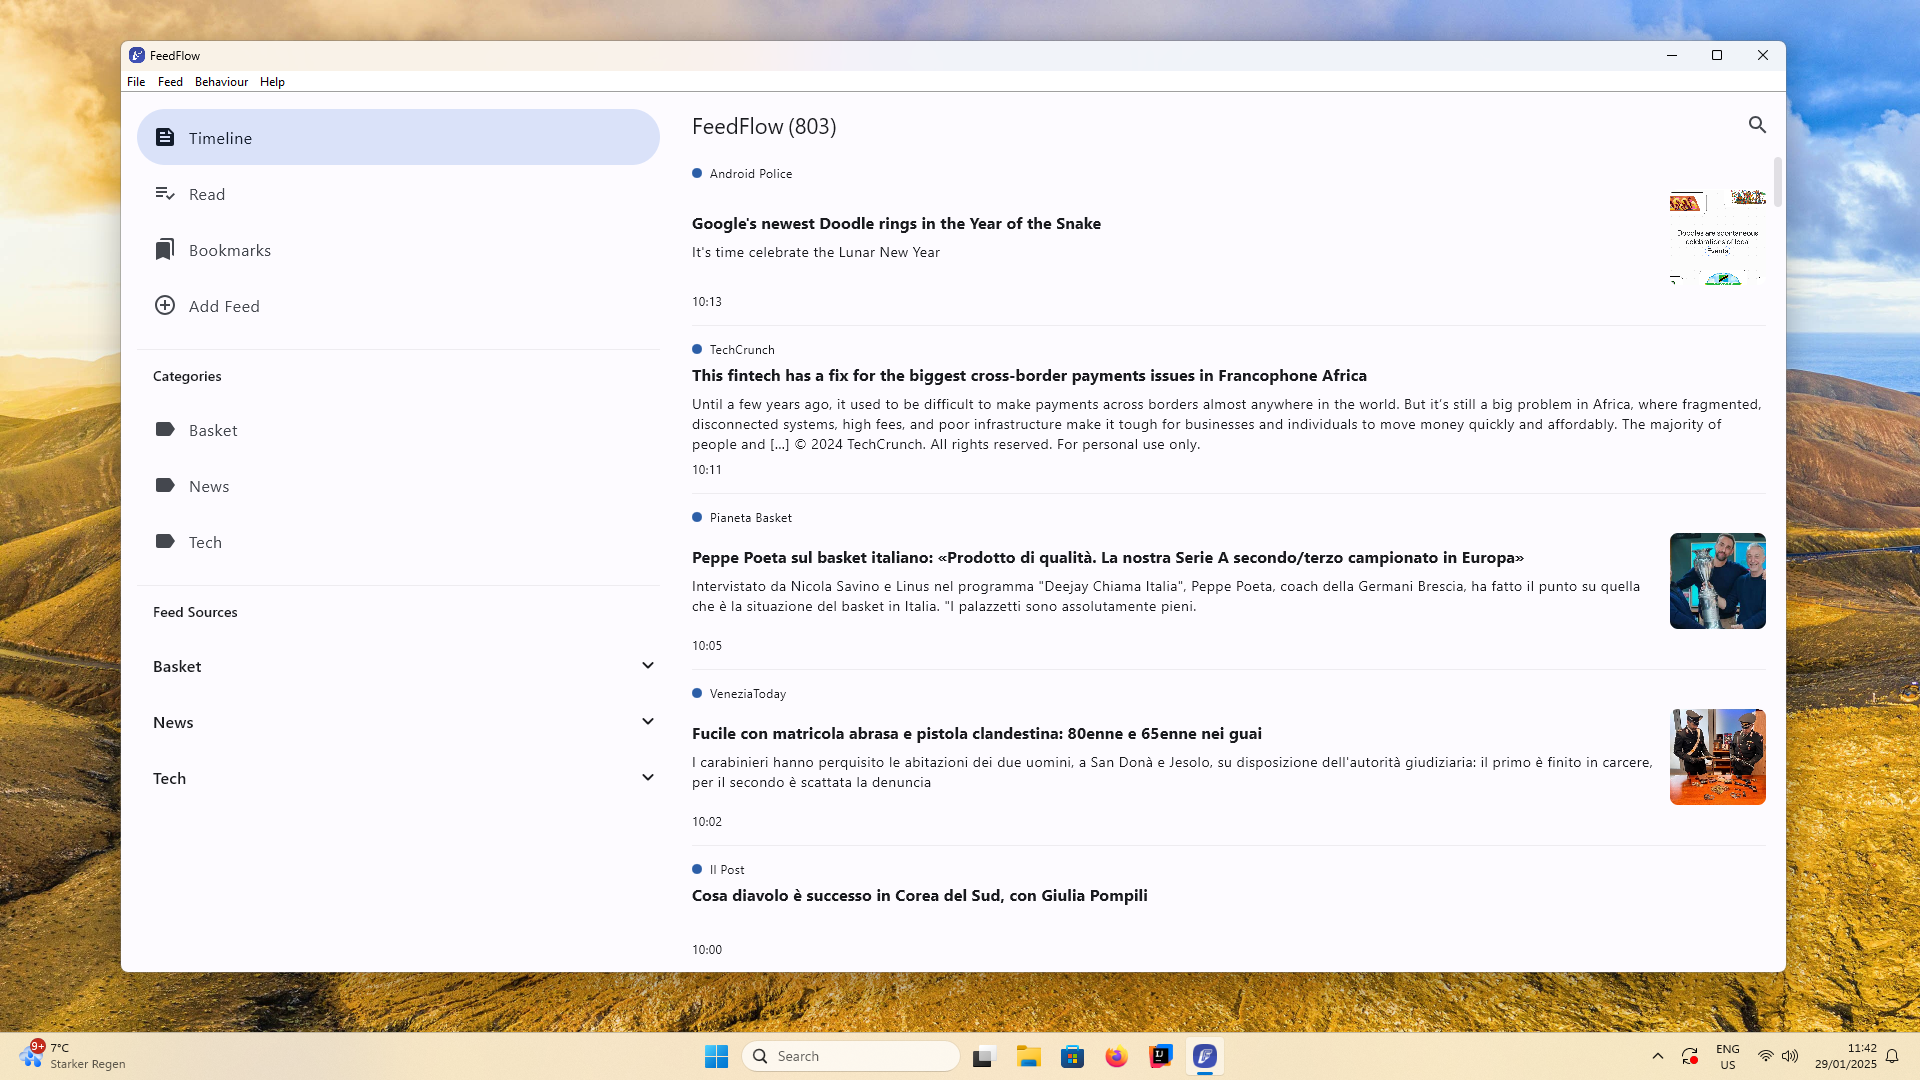 FeedFlow
File Feed Behaviour Help
Timeline
Read
Bookmarks
Add Feed
Categories
Basket
News
Tech
Feed Sources
Basket
News
Tech
FeedFlow (803)
Android Police
Google's newest Doodle rings in the Year of the Snake
It's time celebrate the Lunar New Year
10:13
Doodles are spontaneous
celebrations of local
Events!
TechCrunch
This fintech has a fix for the biggest cross-border payments issues in Francophone Africa
Until a few years ago, it used to be difficult to make payments across borders almost anywhere in the world. But it’s still a big problem in Africa, where fragmented,
disconnected systems, high fees, and poor infrastructure make it tough for businesses and individuals to move money quickly and affordably. The majority of
people and […] © 2024 TechCrunch. All rights reserved. For personal use only.
10:11
Pianeta Basket
Peppe Poeta sul basket italiano: «Prodotto di qualità. La nostra Serie A secondo/terzo campionato in Europa»
Intervistato da Nicola Savino e Linus nel programma "Deejay Chiama Italia", Peppe Poeta, coach della Germani Brescia, ha fatto il punto su quella
che è la situazione del basket in Italia. "I palazzetti sono assolutamente pieni.
10:05
VeneziaToday
Fucile con matricola abrasa e pistola clandestina: 80enne e 65enne nei guai
I carabinieri hanno perquisito le abitazioni dei due uomini, a San Donà e Jesolo, su disposizione dell'autorità giudiziaria: il primo è finito in carcere,
per il secondo è scattata la denuncia
10:02
Il Post
Cosa diavolo è successo in Corea del Sud, con Giulia Pompili
10:00
9+
7°C
Starker Regen
Search
ENG
US
11:42
29/01/2025